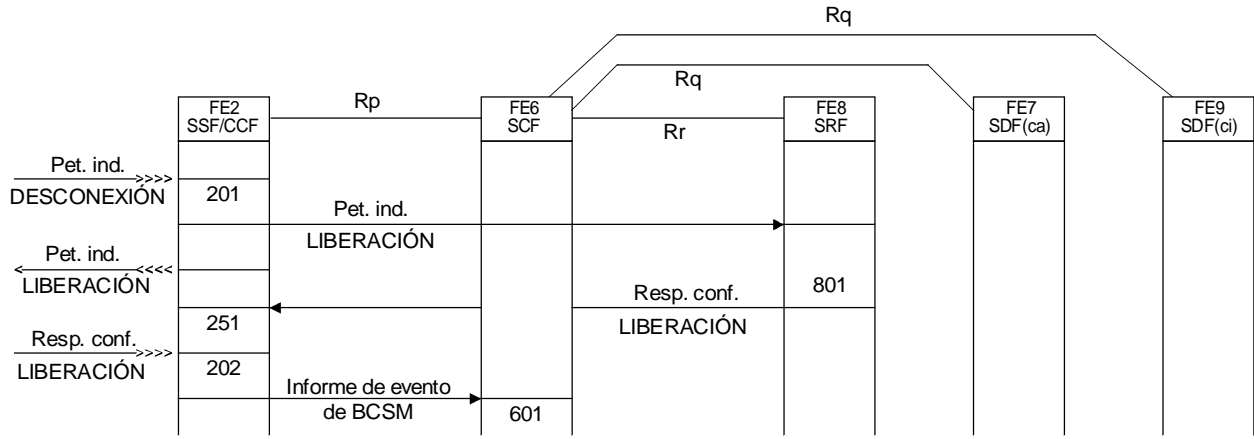 Rq
Rq
Rp
Rr
FE2
SSF/CCF
FE6
SCF
FE8
SRF
FE7
SDF(ca)
FE9
SDF(ci)
Pet. ind.
>>>>
DESCONEXIÓN
201
Pet. ind.
LIBERACIÓN
Pet. ind.
<<<<
LIBERACIÓN
801
Resp. conf.
LIBERACIÓN
251
Resp. conf.
>>>>
LIBERACIÓN
202
Informe de evento
de BCSM
601